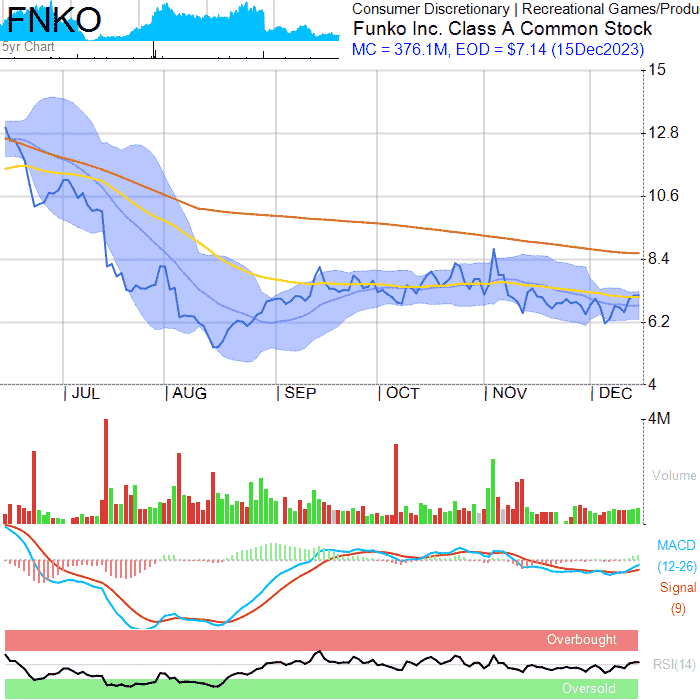 FNKO
5yr Chart
Consumer Discretionary | Recreational Games/Produ
Funko Inc. Class A Common Stock
MC = 376.1M, EOD = $7.14 (15Dec2023)
15
12.8
10.6
8.4
6.2
4
JUL AUG SEP OCT NOV DEC
4M
Volume
MACD
(12-26)
Signal
(9)
Overbought
RSI(14)
Oversold